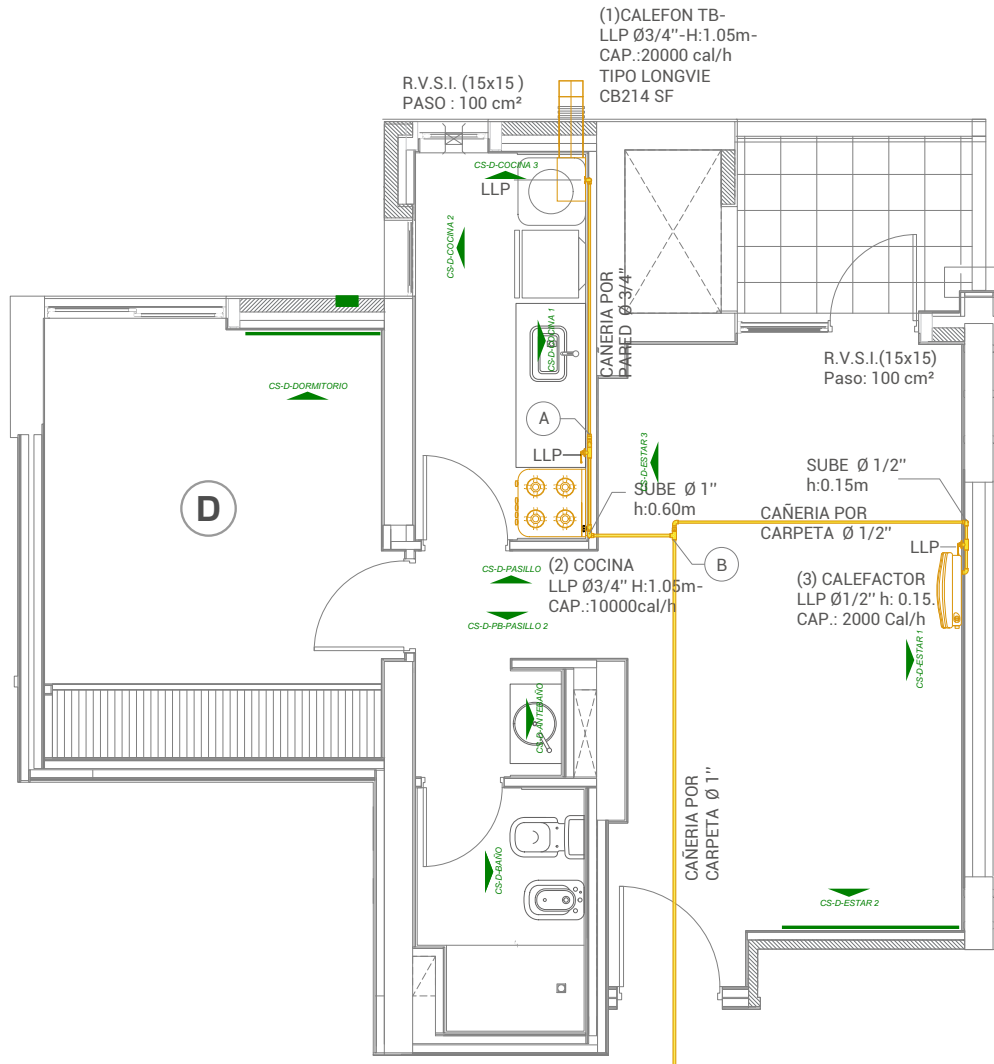 (1)CALEFON TB-
LLP Ø3/4''-H:1.05m-
CAP.:20000 cal/h
TIPO LONGVIE
CB214 SF
R.V.S.I. (15x15 )
PASO : 100 cm²
CS-D-COCINA 3
LLP
CS-D-COCINA 2
CAÑERIA POR
PARED Ø 3/4"
CS-D-COCINA 1
R.V.S.I.(15x15)
Paso: 100 cm²
CS-D-DORMITORIO
A
LLP
CS-D-ESTAR 3
SUBE Ø 1''
h:0.60m
SUBE Ø 1/2''
h:0.15m
D
CAÑERIA POR
CARPETA Ø 1/2''
LLP
B
CS-D-PASILLO
(2) COCINA
LLP Ø3/4'' H:1.05m-
CAP.:10000cal/h
(3) CALEFACTOR
LLP Ø1/2'' h: 0.15.
CAP.: 2000 Cal/h
CS-D-PB-PASILLO 2
CS-D-ESTAR 1
CS-D-ANTEBAÑO
CAÑERIA POR
CARPETA Ø 1''
CS-D-BAÑO
CS-D-ESTAR 2